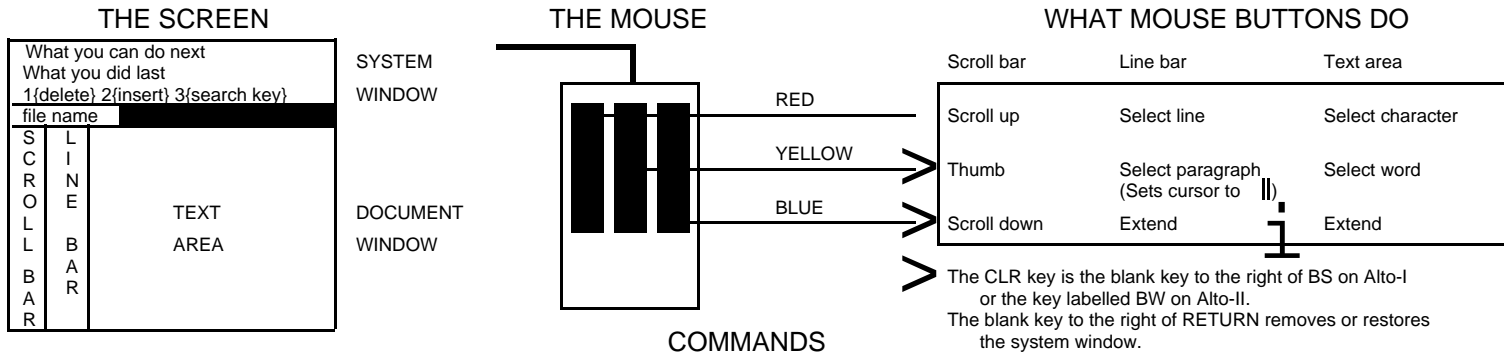 THE SCREEN
What you can do next
What you did last
1{delete} 2{insert} 3{search key}
file name
SCROLL BAR
LINE BAR
TEXT
AREA
SYSTEM
WINDOW
DOCUMENT
WINDOW
THE MOUSE
RED
YELLOW
BLUE
WHAT MOUSE BUTTONS DO
Scroll bar Line bar Text area
Scroll up Select line Select character
Thumb Select paragraph Select word
(Sets cursor to ||)
Scroll down Extend Extend
The CLR key is the blank key to the right of BS on Alto-I
or the key labelled BW on Alto-II.
The blank key to the right of RETURN removes or restores
the system window.
COMMANDS